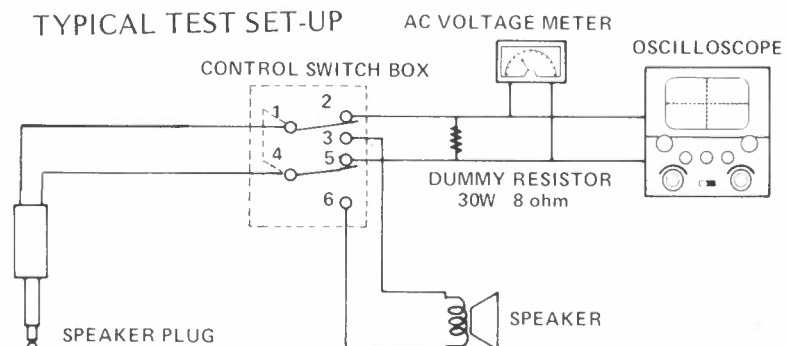 TYPICAL TEST SET-UP
AC VOLTAGE METER
OSCILLOSCOPE
CONTROL SWITCH BOX
1
2
3
4
5
6
DUMMY RESISTOR
30W 8 ohm
SPEAKER
SPEAKER PLUG